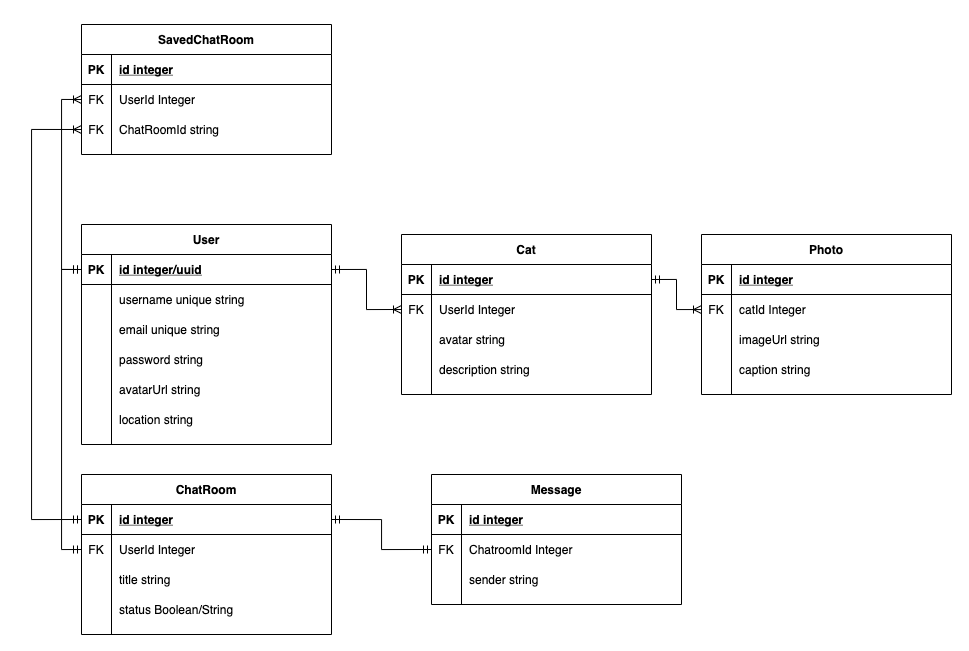 SavedChatRoom
PK id integer
FK UserId Integer
FK ChatRoomId string
User
PK id integer/uuid
username unique string
email unique string
password string
avatarUrl string
location string
Cat
PK id integer
FK UserId Integer
avatar string
description string
Photo
PK id integer
FK catId Integer
imageUrl string
caption string
ChatRoom
PK id integer
FK UserId Integer
title string
status Boolean/String
Message
PK id integer
FK ChatroomId Integer
sender string